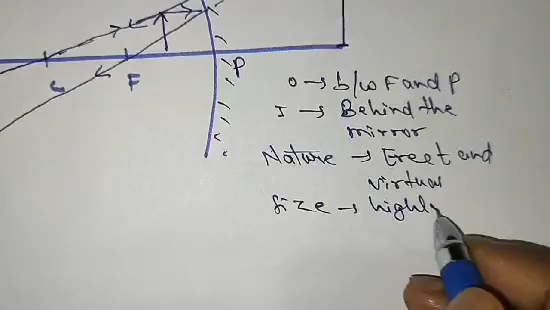 C
F
P
O → b/w F and P
I → Behind the
mirror
Nature → Erect and
virtual
Size → highly